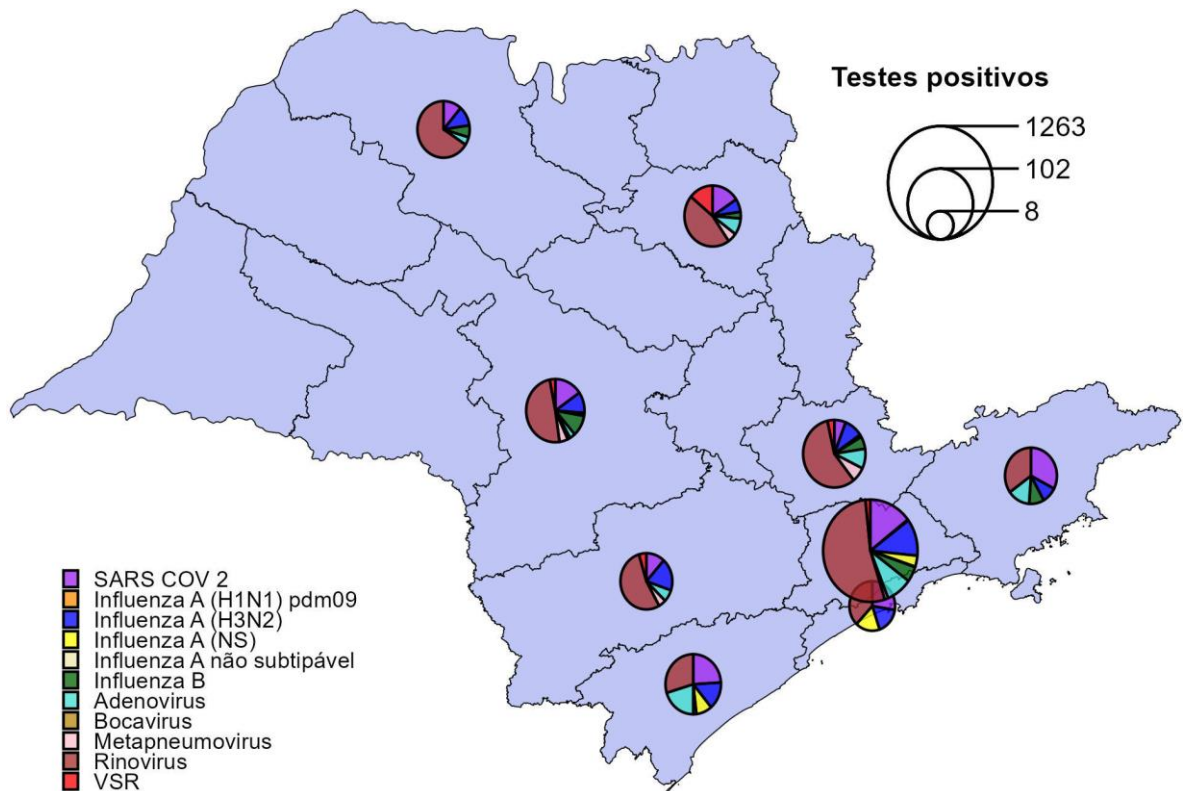 Testes positivos
1263
102
8
SARS COV 2
Influenza A (H1N1) pdm09
Influenza A (H3N2)
Influenza A (NS)
Influenza A não subtipável
Influenza B
Adenovirus
Bocavirus
Metapneumovirus
Rinovirus
VSR